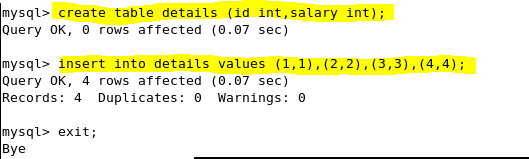 mysql> create table details (id int,salary int);
Query OK, 0 rows affected (0.07 sec)
mysql> insert into details values (1,1),(2,2),(3,3),(4,4);
Query OK, 4 rows affected (0.07 sec)
Records: 4  Duplicates: 0  Warnings: 0
mysql> exit;
Bye